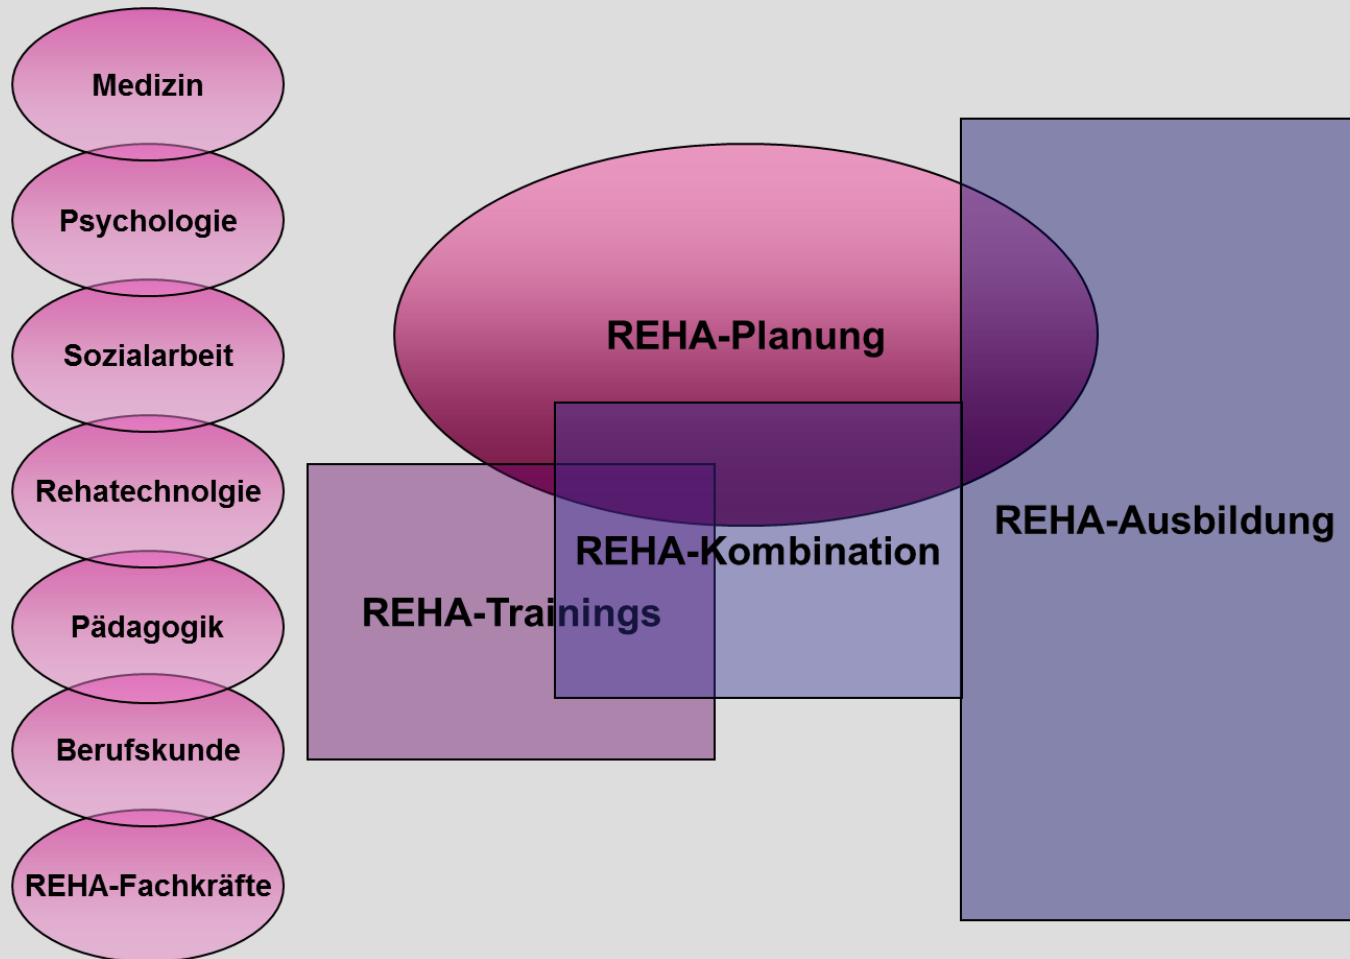 Medizin
Psychologie
Sozialarbeit
Rehatechnolgie
Pädagogik
Berufskunde
REHA-Fachkräfte
REHA-Planung
REHA-Kombination
REHA-Trainings
REHA-Ausbildung